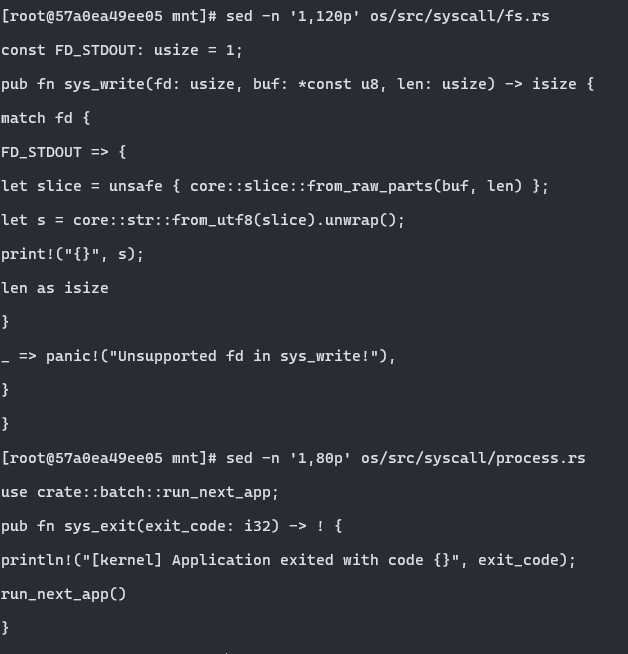 [root@57a0ea49ee05 mnt]# sed -n '1,120p' os/src/syscall/fs.rs
const FD_STDOUT: usize = 1;
pub fn sys_write(fd: usize, buf: *const u8, len: usize) -> isize {
match fd {
FD_STDOUT => {
let slice = unsafe { core::slice::from_raw_parts(buf, len) };
let s = core::str::from_utf8(slice).unwrap();
print!("{}", s);
len as isize
}
_ => panic!("Unsupported fd in sys_write!"),
}
}
[root@57a0ea49ee05 mnt]# sed -n '1,80p' os/src/syscall/process.rs
use crate::batch::run_next_app;
pub fn sys_exit(exit_code: i32) -> ! {
println!("[kernel] Application exited with code {}", exit_code);
run_next_app()
}